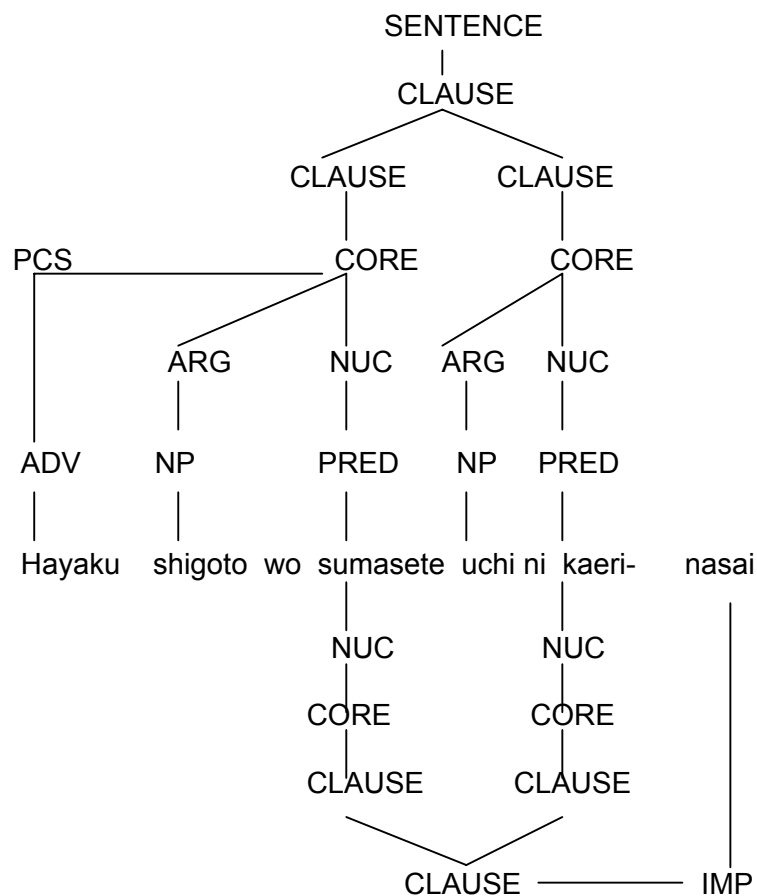 SENTENCE
CLAUSE
CLAUSE CLAUSE
PCS CORE CORE
ARG NUC ARG NUC
ADV NP PRED NP PRED
Hayaku shigoto wo sumasete uchi ni kaeri- nasai
NUC NUC
CORE CORE
CLAUSE CLAUSE
CLAUSE IMP